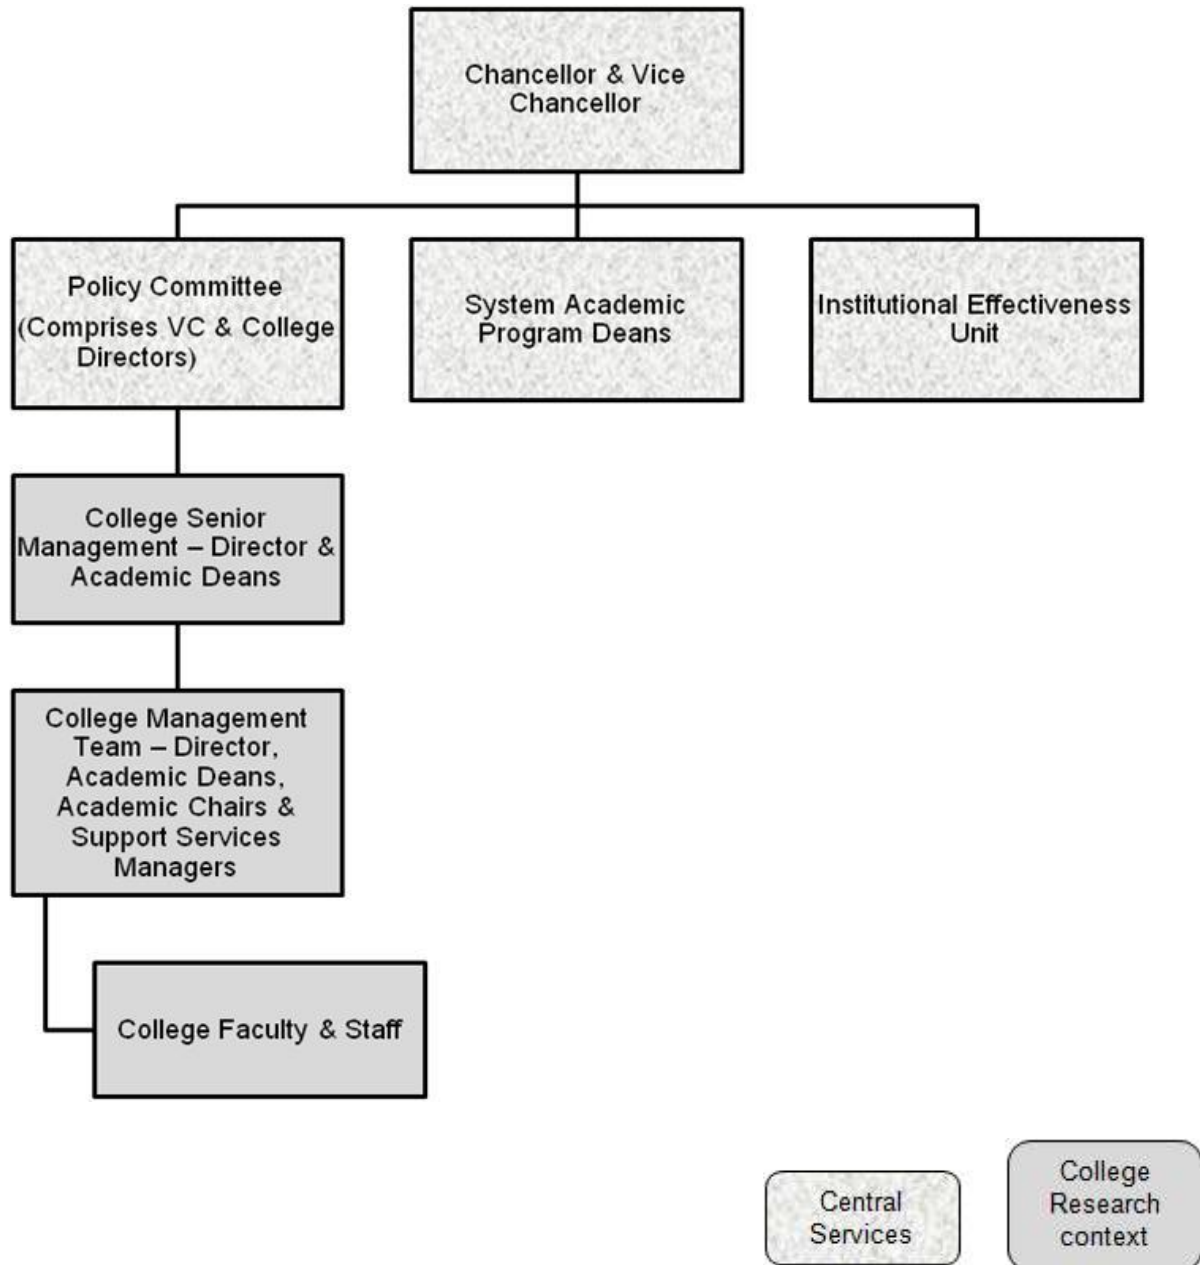 Chancellor & Vice
Chancellor
Policy Committee
(Comprises VC & College
Directors)
System Academic
Program Deans
Institutional Effectiveness
Unit
College Senior
Management – Director &
Academic Deans
College Management
Team – Director,
Academic Deans,
Academic Chairs &
Support Services
Managers
College Faculty & Staff
Central
Services
College
Research
context